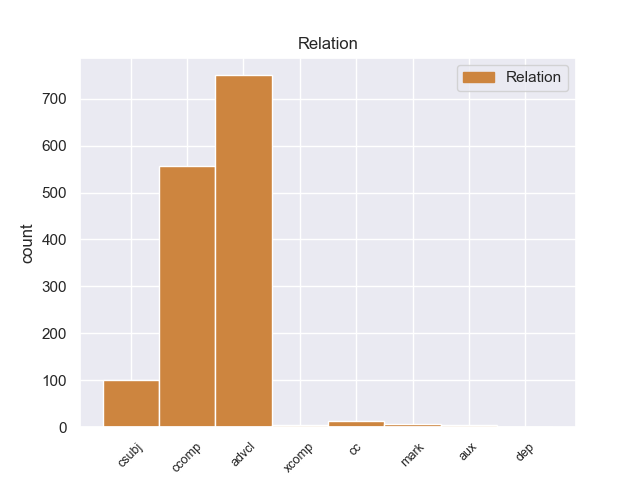 Relation
Relation
700
600
500
400
300
200
100
0
count
csubj
ccomp
advcl
xcomp
cc
mark
aux
dep